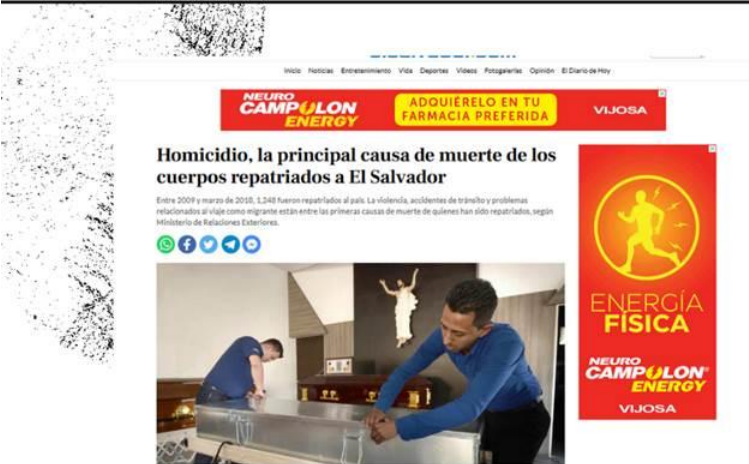 Inicio Noticias Entretenimiento Vida Deportes Videos Fotogalerías Opinión El Diario de Hoy
NEURO
CAMPOLON
ENERGY
ADQUIÉRELO EN TU
FARMACIA PREFERIDA
VIJOSA
Homicidio, la principal causa de muerte de los
cuerpos repatriados a El Salvador
Entre 2009 y marzo de 2018, 1,248 fueron repatriados al país. La violencia, accidentes de tránsito y problemas
relacionados al viaje como migrante están entre las primeras causas de muerte de quienes han sido repatriados, según
Ministerio de Relaciones Exteriores.
ENERGÍA
FÍSICA
NEURO
CAMPOLON®
ENERGY
VIJOSA